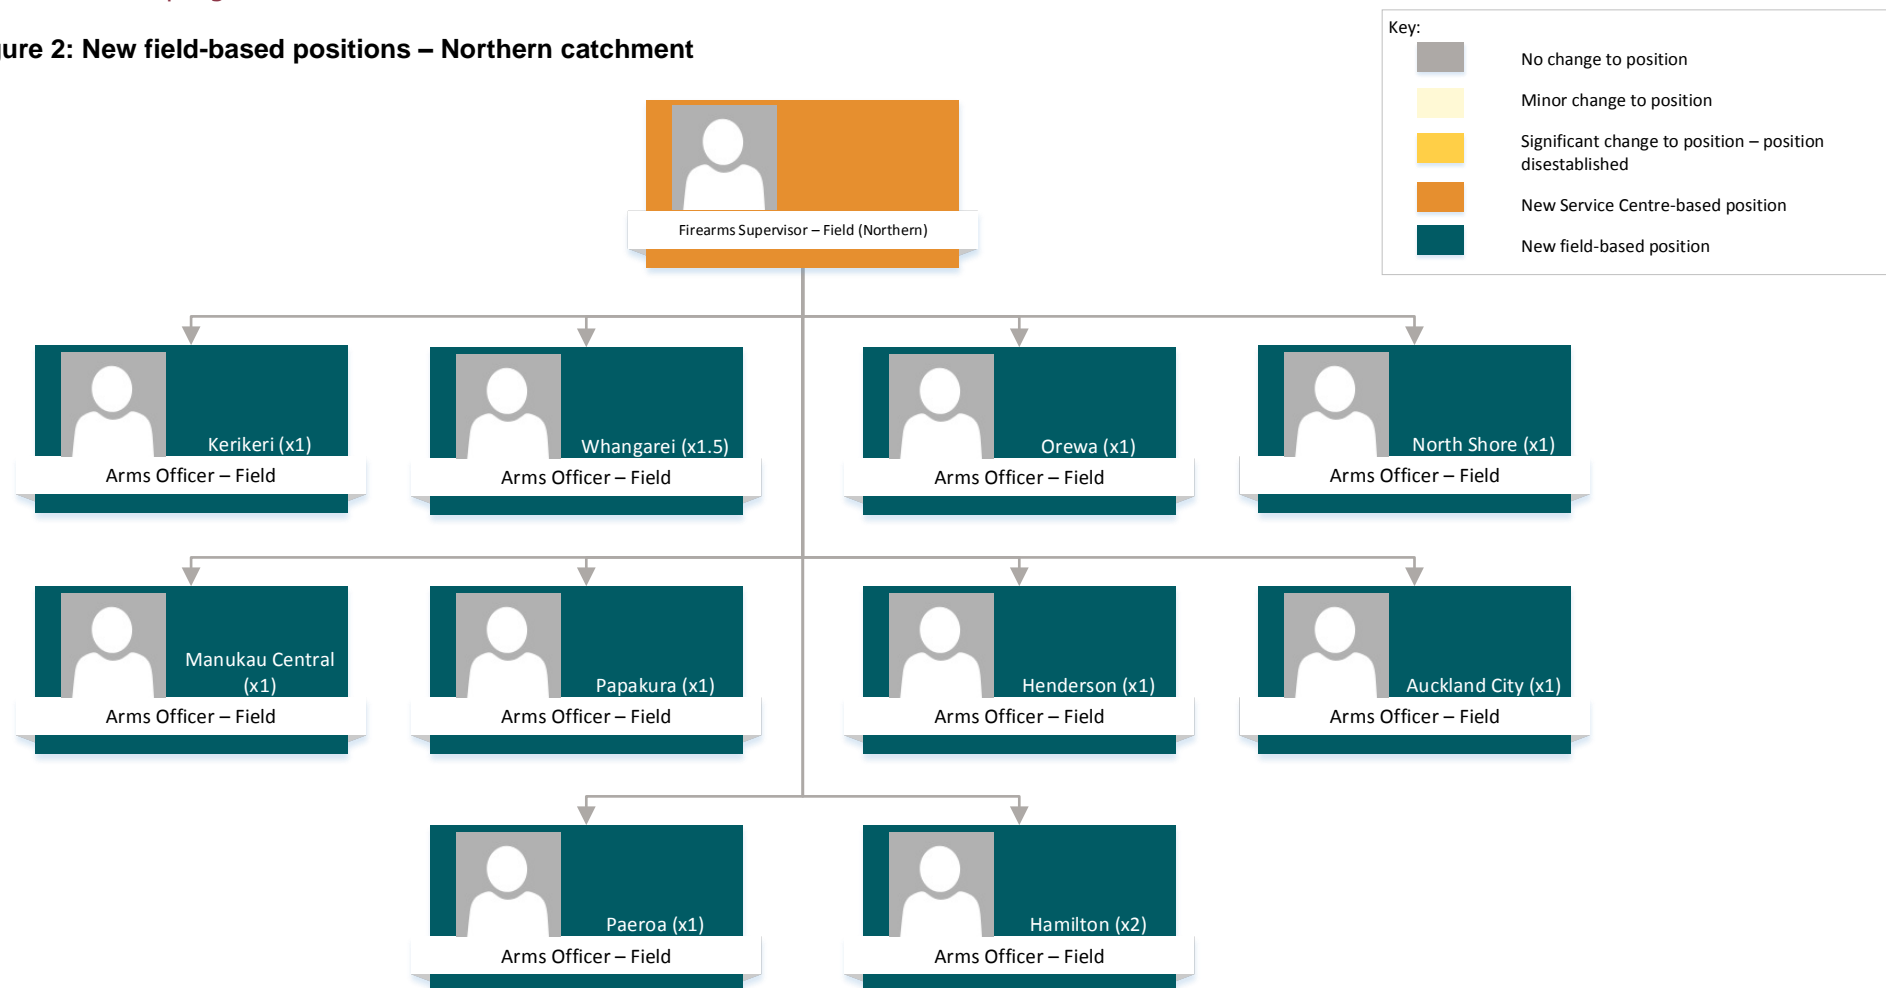 gure 2: New field-based positions – Northern catchment
Key:
No change to position
Minor change to position
Significant change to position – position
disestablished
New Service Centre-based position
New field-based position
Firearms Supervisor – Field (Northern)
Kerikeri (x1)
Arms Officer – Field
Whangarei (x1.5)
Arms Officer – Field
Orewa (x1)
Arms Officer – Field
North Shore (x1)
Arms Officer – Field
Manukau Central
(x1)
Arms Officer – Field
Papakura (x1)
Arms Officer – Field
Henderson (x1)
Arms Officer – Field
Auckland City (x1)
Arms Officer – Field
Paeroa (x1)
Arms Officer – Field
Hamilton (x2)
Arms Officer – Field